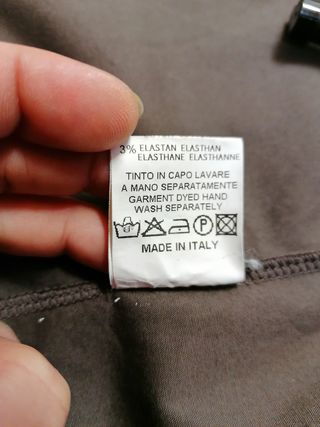 3% ELASTAN ELASTHAN
ELASTHANE ELASTHANNE
TINTO IN CAPO LAVARE
A MANO SEPARATAMENTE
GARMENT DYED HAND
WASH SEPARATELY
P
MADE IN ITALY